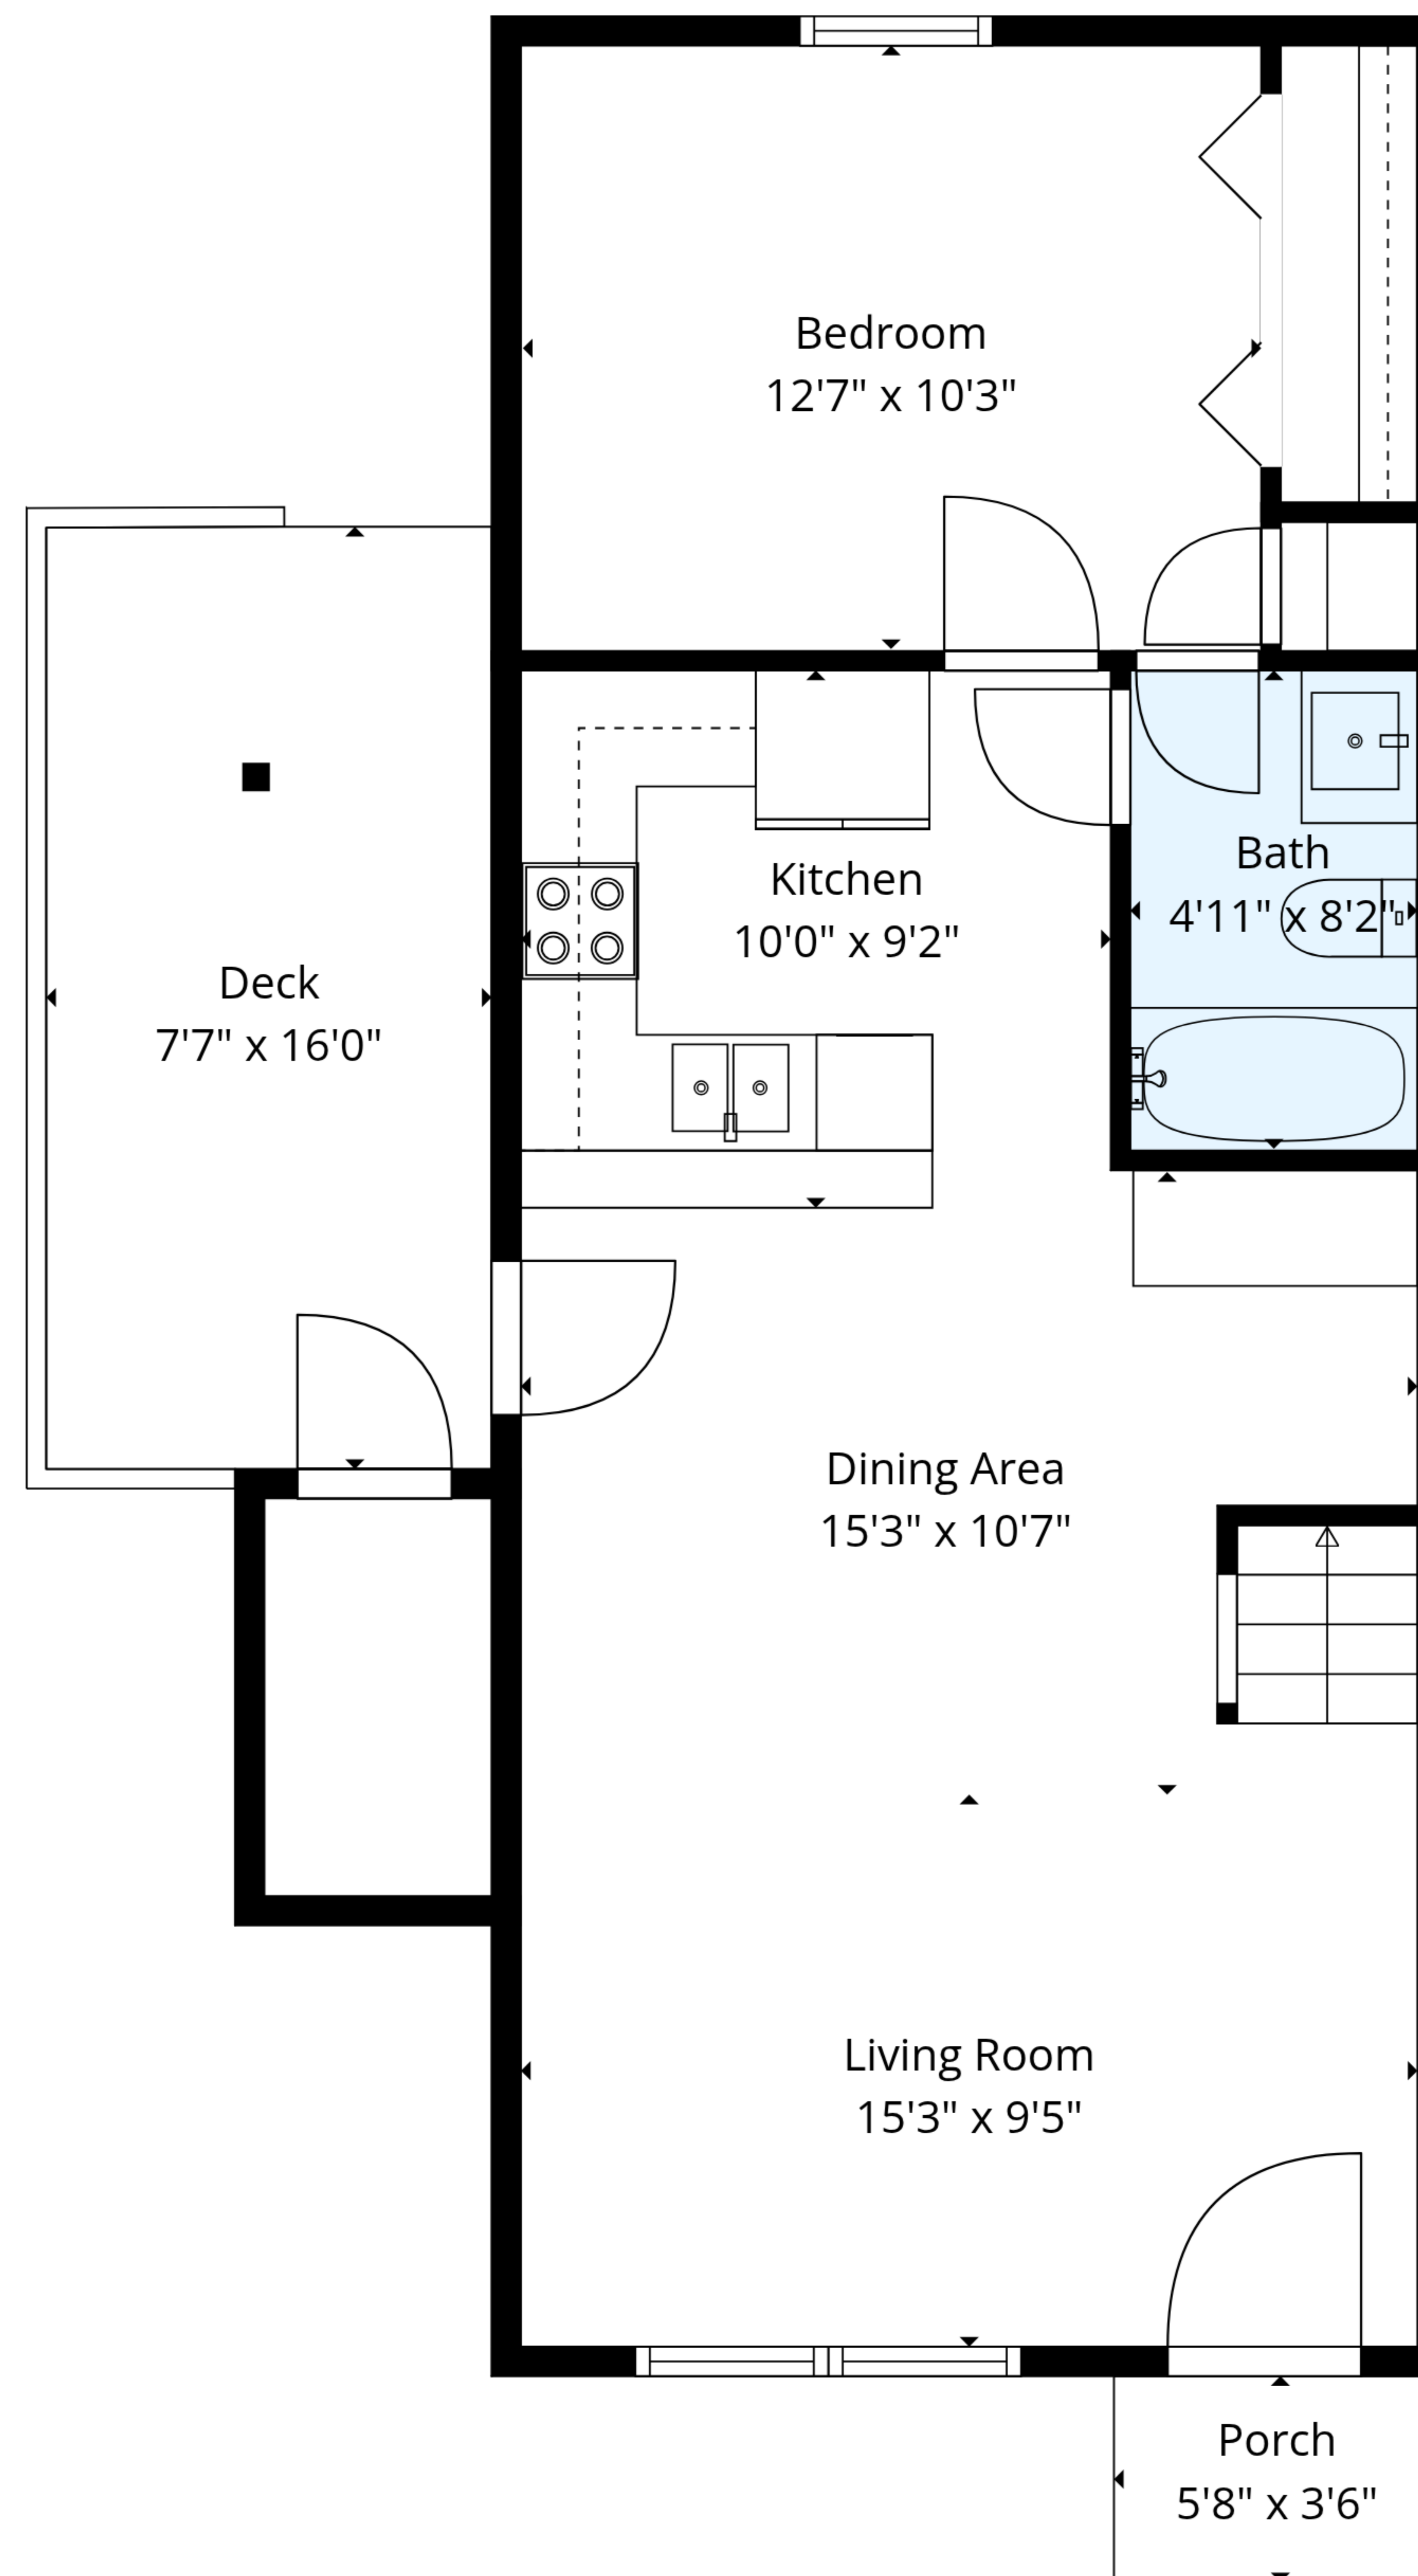 Bedroom
12'7" x 10'3"
Kitchen
10'0" x 9'2"
Bath
4'11" x 8'2"
Deck
7'7" x 16'0"
Dining Area
15'3" x 10'7"
Living Room
15'3" x 9'5"
Porch
5'8" x 3'6"